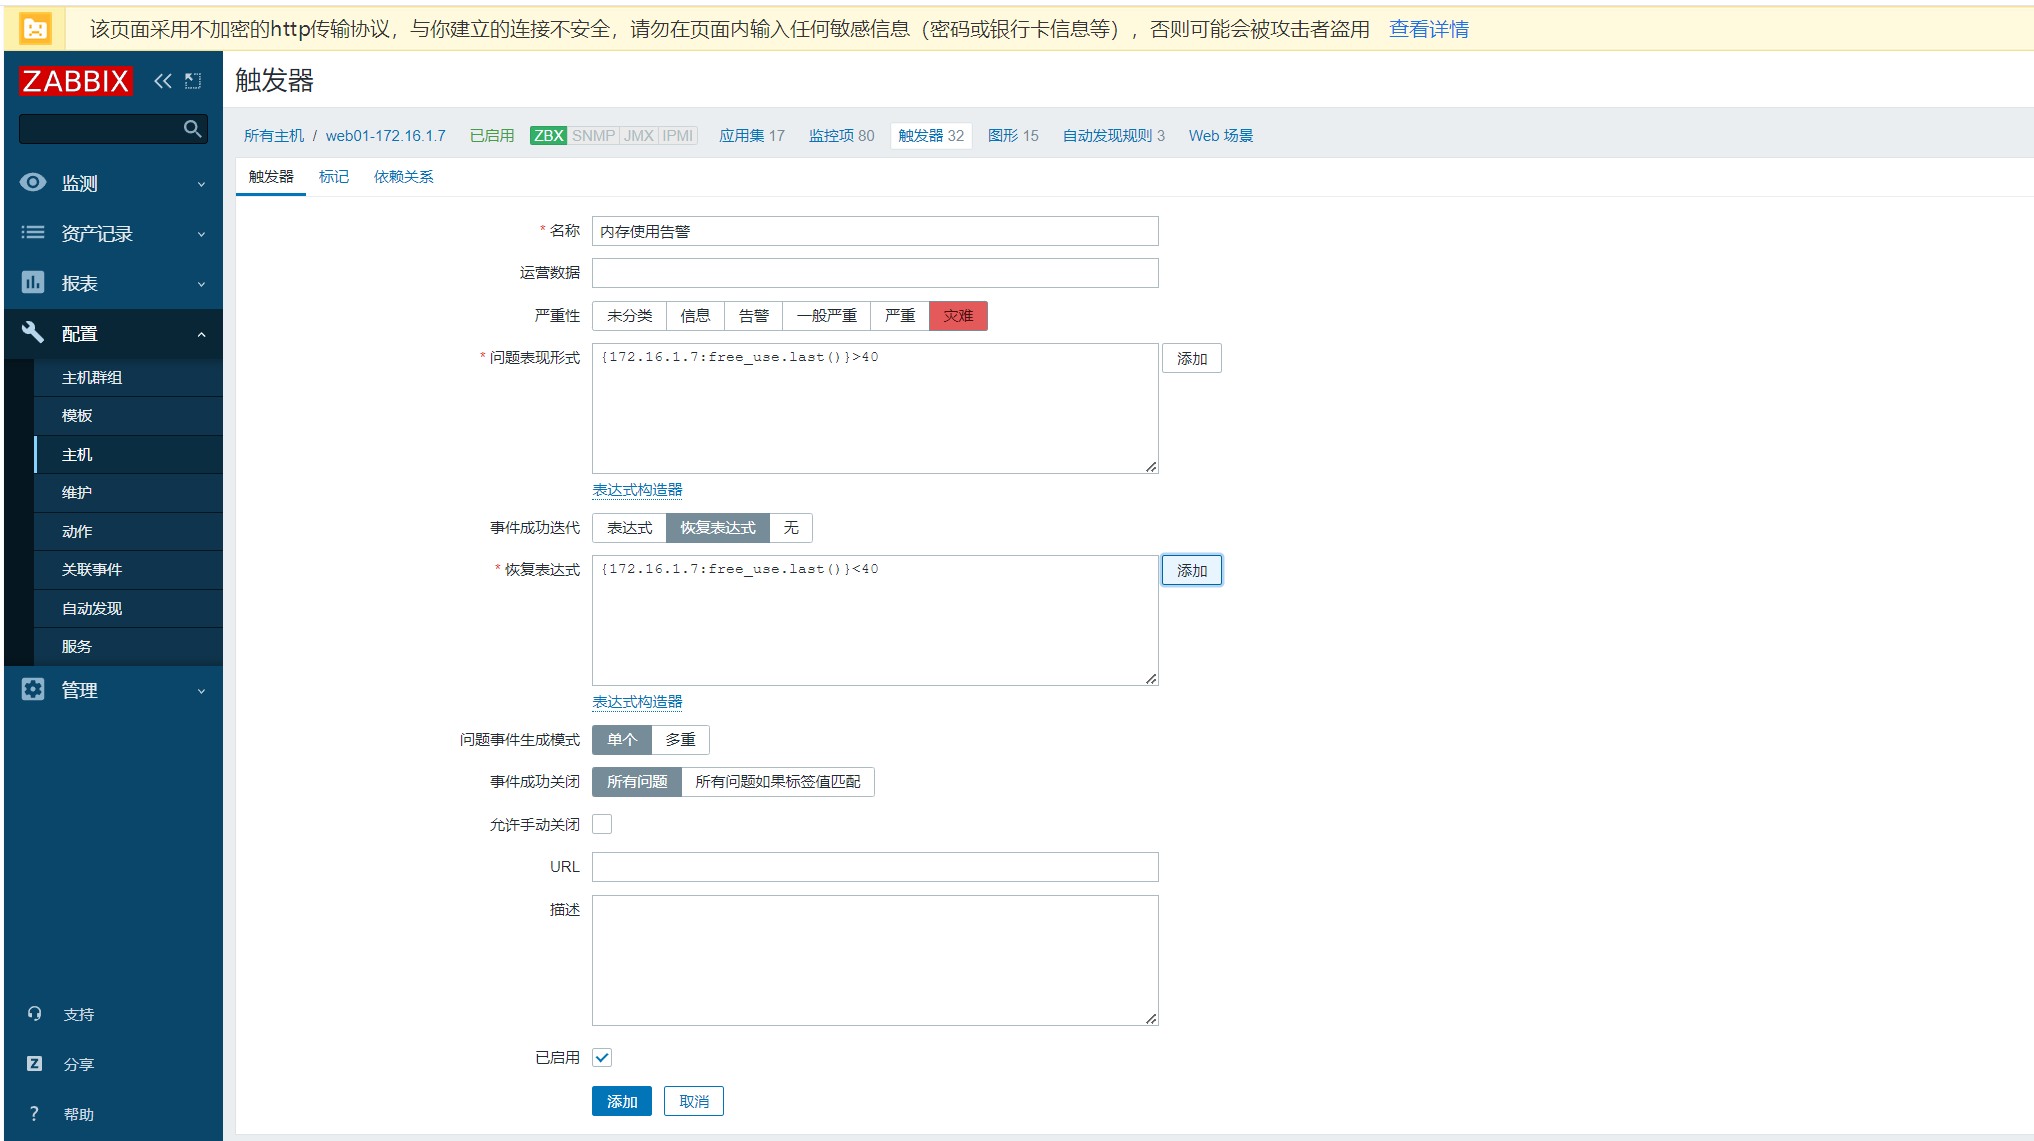 该页面采用不加密的http传输协议，与你建立的连接不安全，请勿在页面内输入任何敏感信息（密码或银行卡信息等），否则可能会被攻击者盗用 查看详情
ZABBIX
触发器
所有主机 / web01-172.16.1.7 已启用 ZBX SNMP JMX IPMI 应用集 17 监控项 80 触发器 32 图形 15 自动发现规则 3 Web 场景
触发器 标记 依赖关系
监测
资产记录
报表
配置
主机群组
模板
主机
维护
动作
关联事件
自动发现
服务
管理
支持
分享
帮助
* 名称 内存使用告警
运营数据
严重性 未分类 信息 告警 一般严重 严重 灾难
* 问题表现形式 {172.16.1.7:free_use.last()}>40 添加
表达式构造器
事件成功迭代 表达式 恢复表达式 无
* 恢复表达式 {172.16.1.7:free_use.last()}<40 添加
表达式构造器
问题事件生成模式 单个 多重
事件成功关闭 所有问题 所有问题如果标签值匹配
允许手动关闭
URL
描述
已启用
添加 取消